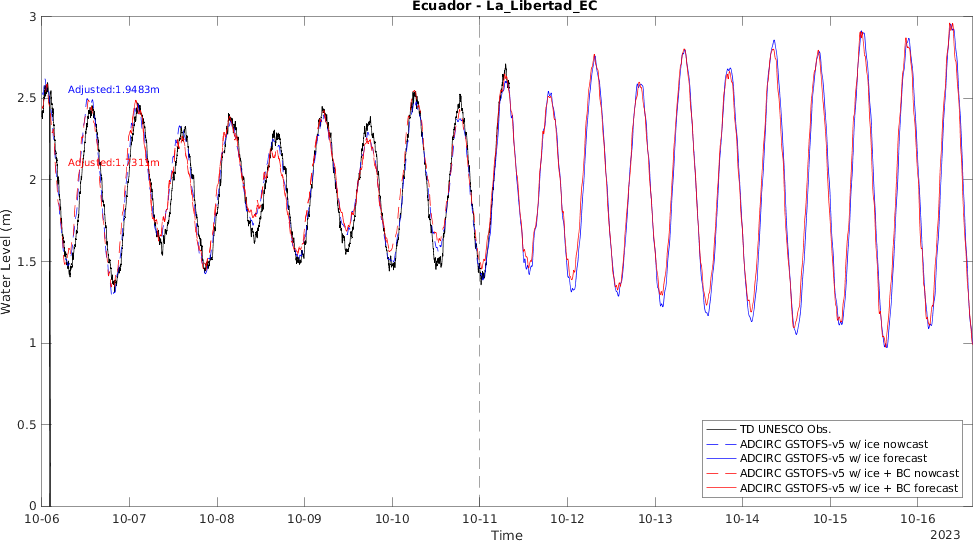 Ecuador - La_Libertad_EC
Water Level (m)
3
2.5
2
1.5
1
0.5
0
Adjusted:1.9483m
10-06
10-07
10-08
10-09
10-10
10-11
10-12
10-13
10-14
10-15
10-16
Time
2023
TD UNESCO Obs.
ADCIRC GSTOFS-v5 w/ ice nowcast
ADCIRC GSTOFS-v5 w/ ice forecast
ADCIRC GSTOFS-v5 w/ ice + BC nowcast
ADCIRC GSTOFS-v5 w/ ice + BC forecast